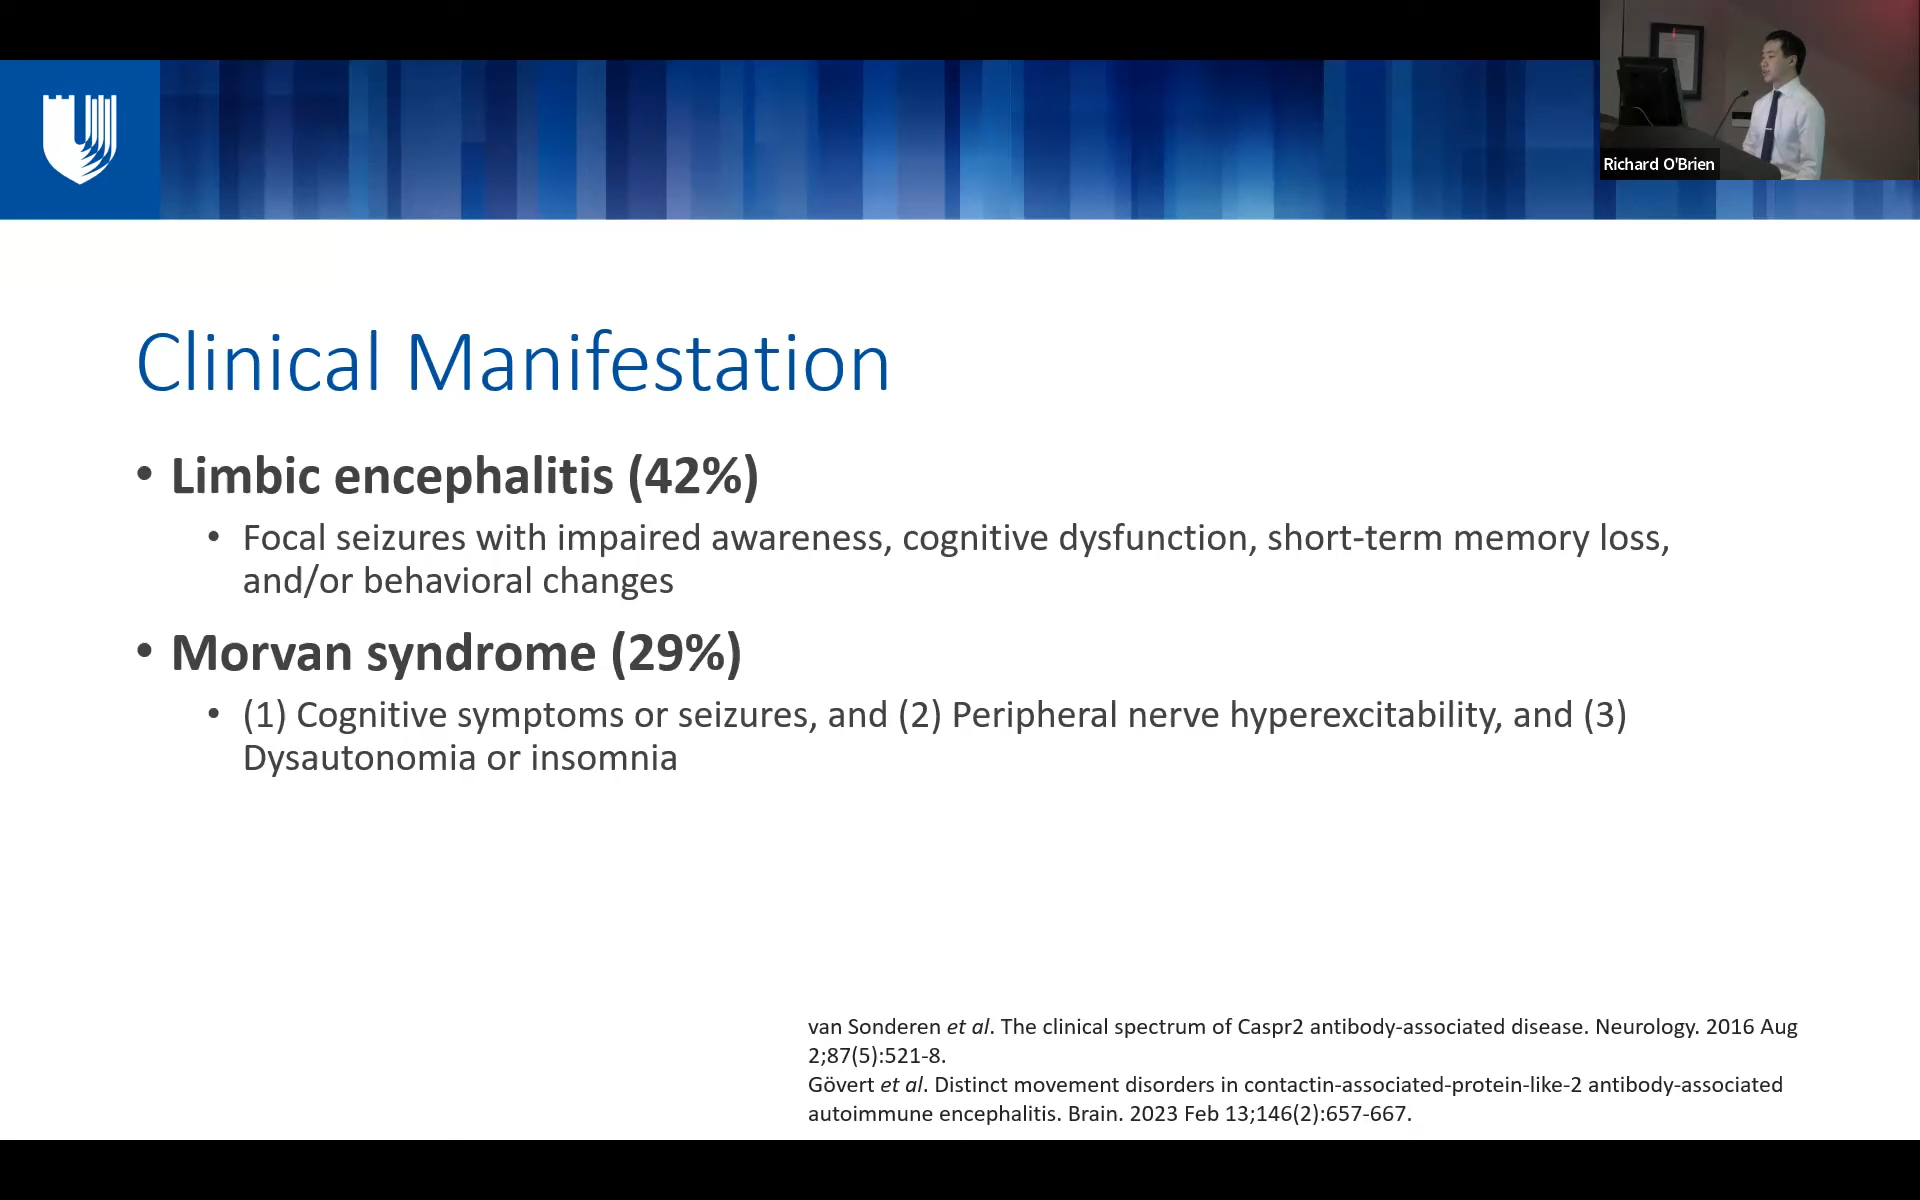 Richard O'Brien
Clinical Manifestation
• Limbic encephalitis (42%)
• Focal seizures with impaired awareness, cognitive dysfunction, short-term memory loss,
and/or behavioral changes
• Morvan syndrome (29%)
• (1) Cognitive symptoms or seizures, and (2) Peripheral nerve hyperexcitability, and (3)
Dysautonomia or insomnia
van Sonderen et al. The clinical spectrum of Caspr2 antibody-associated disease. Neurology. 2016 Aug
2;87(5):521-8.
Gövert et al. Distinct movement disorders in contactin-associated-protein-like-2 antibody-associated
autoimmune encephalitis. Brain. 2023 Feb 13;146(2):657-667.